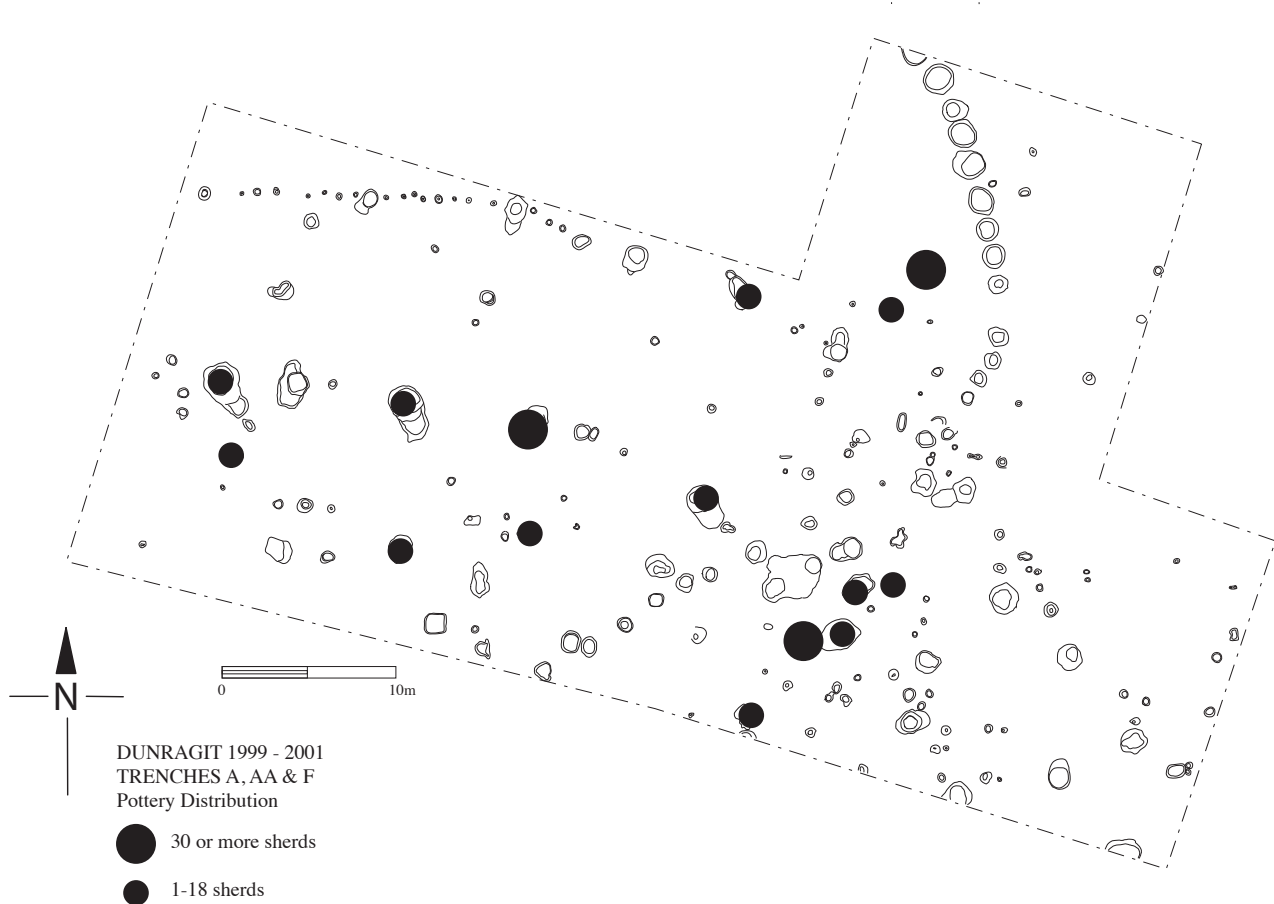 N
0 10m
DUNRAGIT 1999 - 2001
TRENCHES A, AA & F
Pottery Distribution
30 or more sherds
1-18 sherds